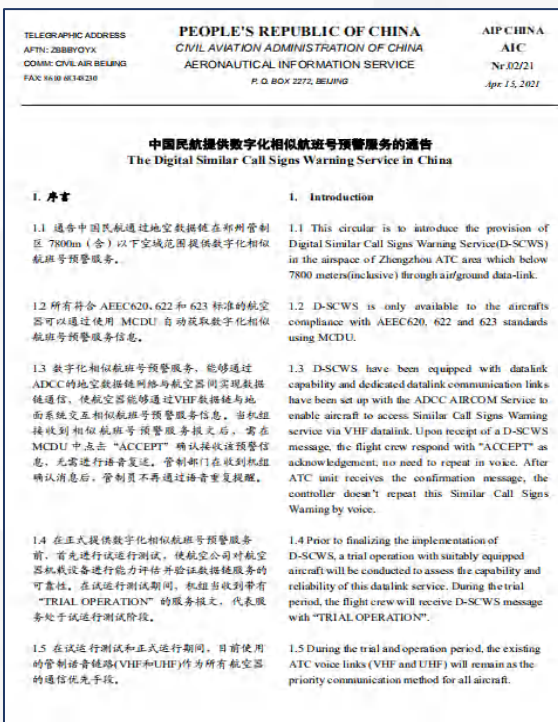 TELEGRAPHIC ADDRESS
AFTN: ZBBBYOYX
COMM: CIVIL AIR BEIJING
FAX: 8610 68348230
PEOPLE'S REPUBLIC OF CHINA
CIVIL AVIATION ADMINISTRATION OF CHINA
AERONAUTICAL INFORMATION SERVICE
P. O. BOX 2272, BEIJING
AIP CHINA
AIC
Nr.02/21
Apr. 15, 2021
中国民航提供数字化相似航班号预警服务的通告
The Digital Similar Call Signs Warning Service in China
1. 序言
1.1 通告中国民航通过地空数据链在郑州管制
区 7800m（含）以下空域范围提供数字化相似
航班号预警服务。
1.2 所有符合 AEEC620、622 和 623 标准的航空
器可以通过使用 MCDU 自动获取数字化相似
航班号预警服务信息。
1.3 数字化相似航班号预警服务，能够通过
ADCC的地空数据链网络与航空器间实现数据
链通信，使航空器能够通过VHF数据链与地
面系统交互相似航班号预警服务信息。当机组
接收到相似航班号预警服务报文后，需在
MCDU 中点击 “ACCEPT” 确认接收该预警信
息，无需进行语音复述。管制部门在收到机组
确认消息后，管制员不再通过语音重复提醒。
1.4 在正式提供数字化相似航班号预警服务
前，首先进行试运行测试，使航空公司对航空
器机载设备进行能力评估并验证数据链服务的
可靠性。在试运行测试期间，机组当收到带有
“TRIAL OPERATION” 的服务报文，代表服
务处于试运行测试阶段。
1.5 在试运行测试和正式运行期间，目前使用
的管制语音链路(VHF和UHF)作为所有航空器
的通信优先手段。
1. Introduction
1.1 This circular is to introduce the provision of
Digital Similar Call Signs Warning Service(D-SCWS)
in the airspace of Zhengzhou ATC area which below
7800 meters(inclusive) through air/ground data-link.
1.2 D-SCWS is only available to the aircrafts
compliance with AEEC620, 622 and 623 standards
using MCDU.
1.3 D-SCWS have been equipped with datalink
capability and dedicated datalink communication links
have been set up with the ADCC AIRCOM Service to
enable aircraft to access Similar Call Signs Warning
service via VHF datalink. Upon receipt of a D-SCWS
message, the flight crew respond with "ACCEPT" as
acknowledgement; no need to repeat in voice. After
ATC unit receives the confirmation message, the
controller doesn't repeat this Similar Call Signs
Warning by voice.
1.4 Prior to finalizing the implementation of
D-SCWS, a trial operation with suitably equipped
aircraft will be conducted to assess the capability and
reliability of this datalink service. During the trial
period, the flight crew will receive D-SCWS message
with “TRIAL OPERATION”.
1.5 During the trial and operation period, the existing
ATC voice links (VHF and UHF) will remain as the
priority communication method for all aircraft.